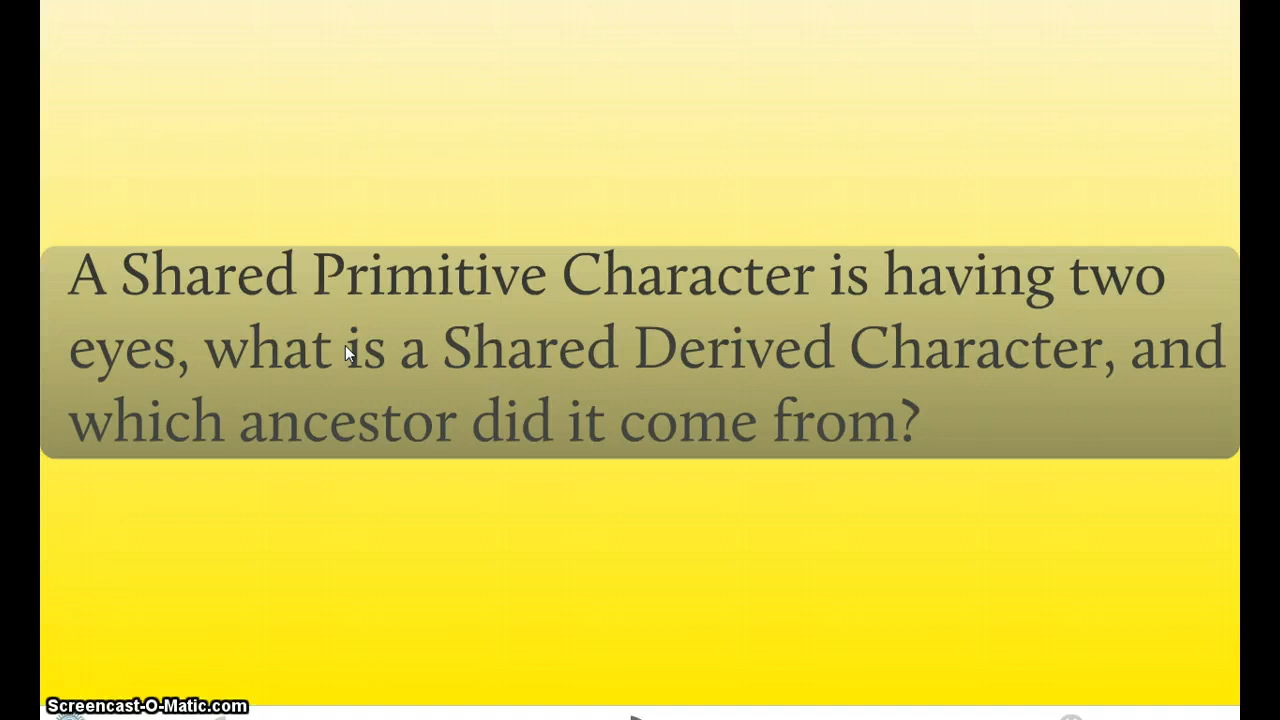 A Shared Primitive Character is having two
eyes, what is a Shared Derived Character, and
which ancestor did it come from?
Screencast-O-Matic.com